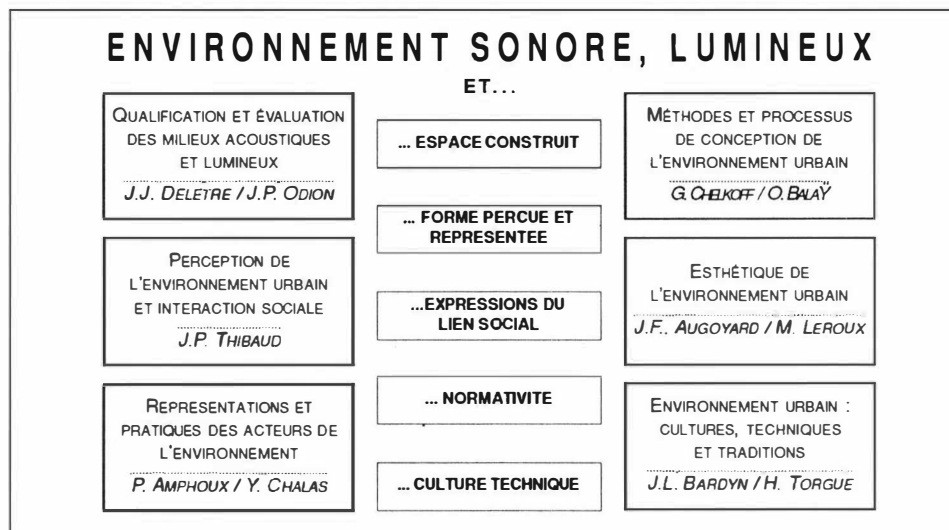 ENVIRONNEMENT SONORE, LUMINEUX
ET...
QUALIFICATION ET ÉVALUATION
DES MILIEUX ACOUSTIQUES
ET LUMINEUX
J.J. DELETRE / J.P. ODION
PERCEPTION DE
L'ENVIRONNEMENT URBAIN
ET INTERACTION SOCIALE
J.P. THIBAUD
REPRESENTATIONS ET
PRATIQUES DES ACTEURS DE
L'ENVIRONNEMENT
P. AMPHOUX / Y. CHALAS
... ESPACE CONSTRUIT
... FORME PERCUE ET
REPRESENTEE
...EXPRESSIONS DU
LIEN SOCIAL
... NORMATIVITE
... CULTURE TECHNIQUE
MÉTHODES ET PROCESSUS
DE CONCEPTION DE
L'ENVIRONNEMENT URBAIN
G. CHELKOFF / O. BALAŸ
ESTHÉTIQUE DE
L'ENVIRONNEMENT URBAIN
J.F.. AUGOYARD / M. LEROUX
ENVIRONNEMENT URBAIN :
CULTURES, TECHNIQUES
ET TRADITIONS
J.L. BARDYN / H. TORGUE